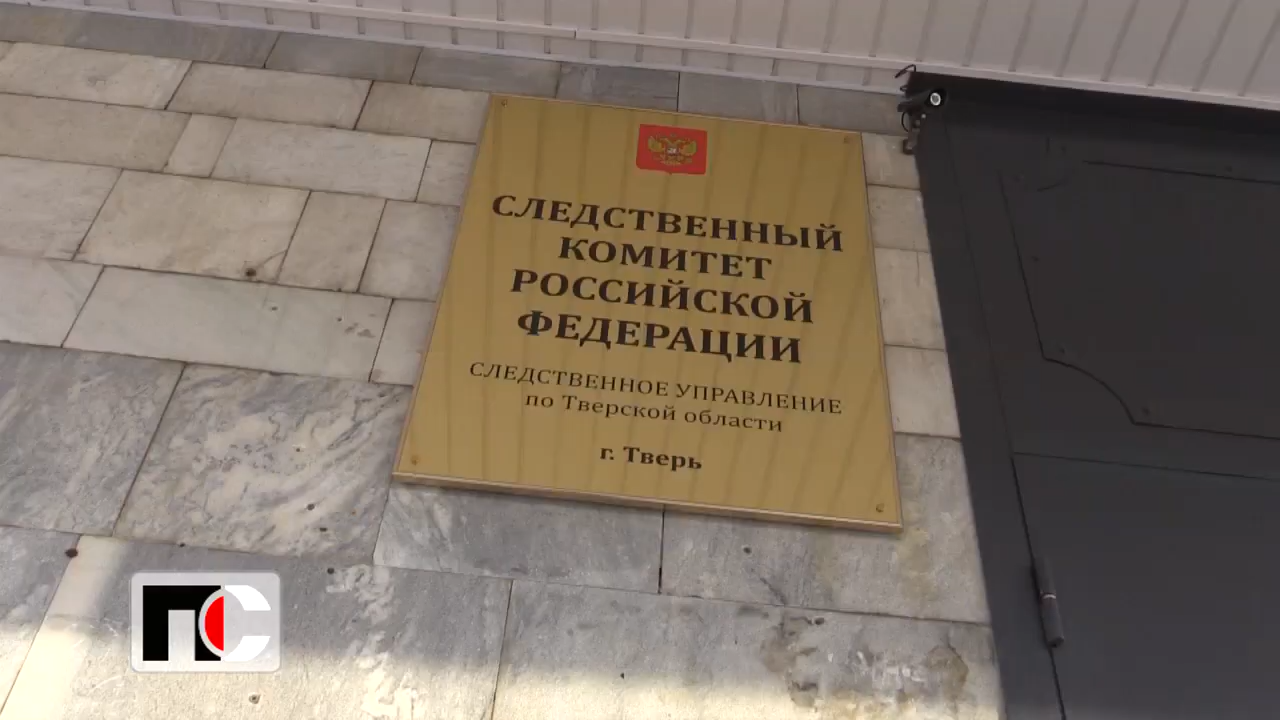 СЛЕДСТВЕННЫЙ
КОМИТЕТ
РОССИЙСКОЙ
ФЕДЕРАЦИИ
СЛЕДСТВЕННОЕ УПРАВЛЕНИЕ
по Тверской области
г. Тверь
ПС